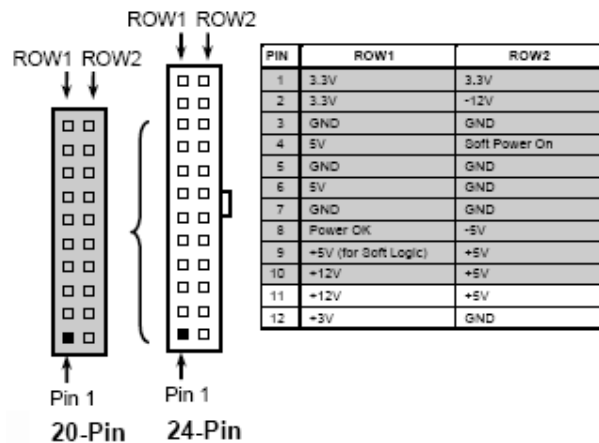 ROW1 ROW2
ROW1 ROW2
PIN ROW1 ROW2
1 3.3V 3.3V
2 3.3V -12V
3 GND GND
4 5V Soft Power On
5 GND GND
6 5V GND
7 GND GND
8 Power OK -5V
9 +5V (for Soft Logic) +5V
10 +12V +5V
11 +12V +5V
12 +3V GND
Pin 1 Pin 1
20-Pin 24-Pin